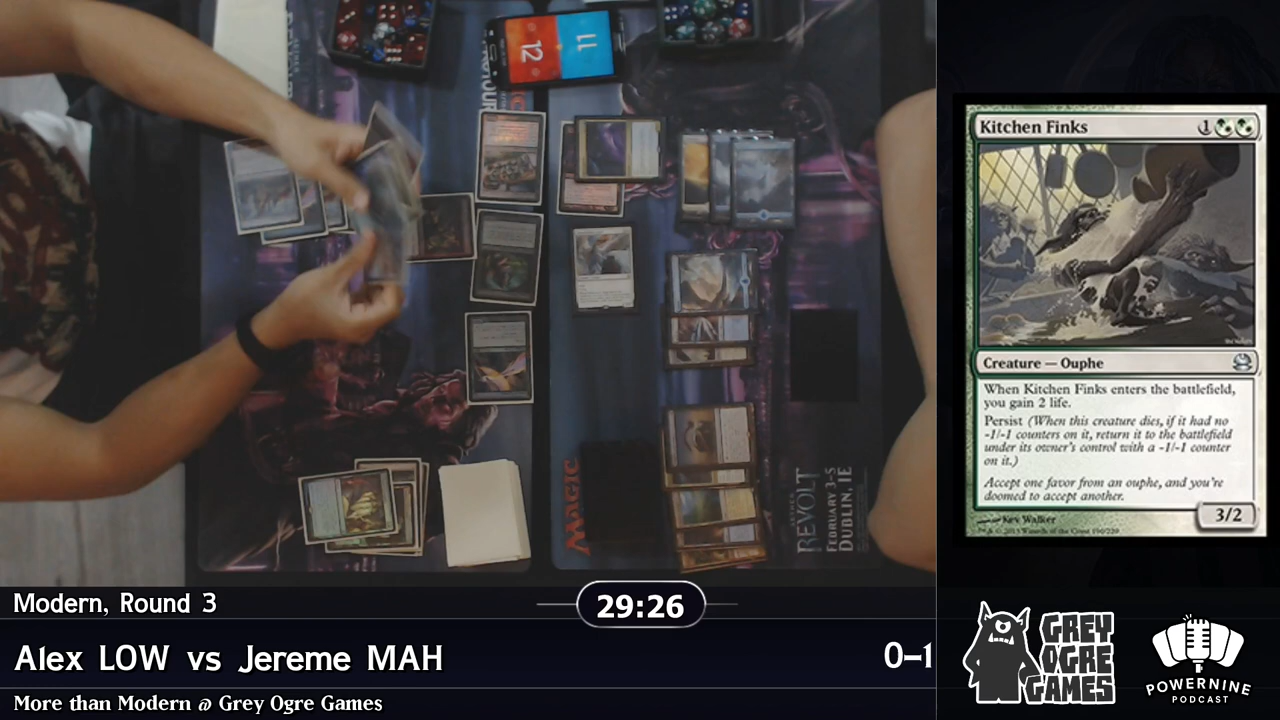 12
11
MAGIC
REVOLT
FEBRUARY 3-5
DUBLIN, IE
Kitchen Finks
1
Creature — Ouphe
When Kitchen Finks enters the battlefield,
you gain 2 life.
Persist (When this creature dies, if it had no
-1/-1 counters on it, return it to the battlefield
under its owner's control with a -1/-1 counter
on it.)
Accept one favor from an ouphe, and you're
doomed to accept another.
Kev Walker
3/2
Modern, Round 3
29:26
Alex LOW vs Jereme MAH
0–1
More than Modern @ Grey Ogre Games
GREY
OGRE
GAMES
POWERNINE
PODCAST